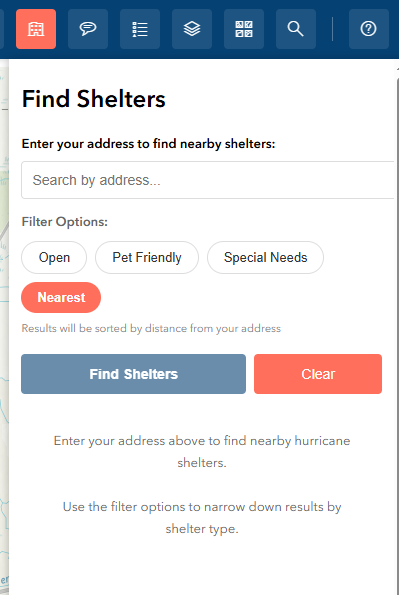 Find Shelters
Enter your address to find nearby shelters:
Search by address...
Filter Options:
Open
Pet Friendly
Special Needs
Nearest
Results will be sorted by distance from your address
Find Shelters
Clear
Enter your address above to find nearby hurricane
shelters.
Use the filter options to narrow down results by
shelter type.
er